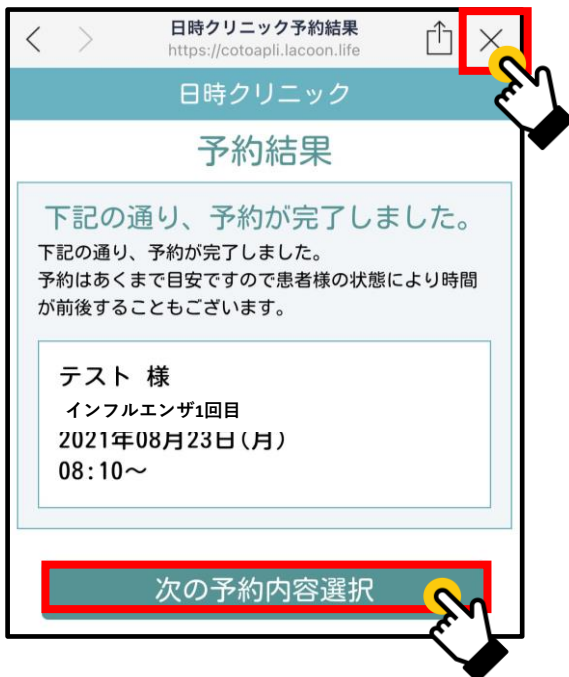 日時クリニック予約結果
https://cotoapli.lacoon.life
日時クリニック
予約結果
下記の通り、予約が完了しました。
下記の通り、予約が完了しました。
予約はあくまで目安ですので患者様の状態により時間
が前後することもございます。
テスト 様
インフルエンザ1回目
2021年08月23日(月)
08:10〜
次の予約内容選択